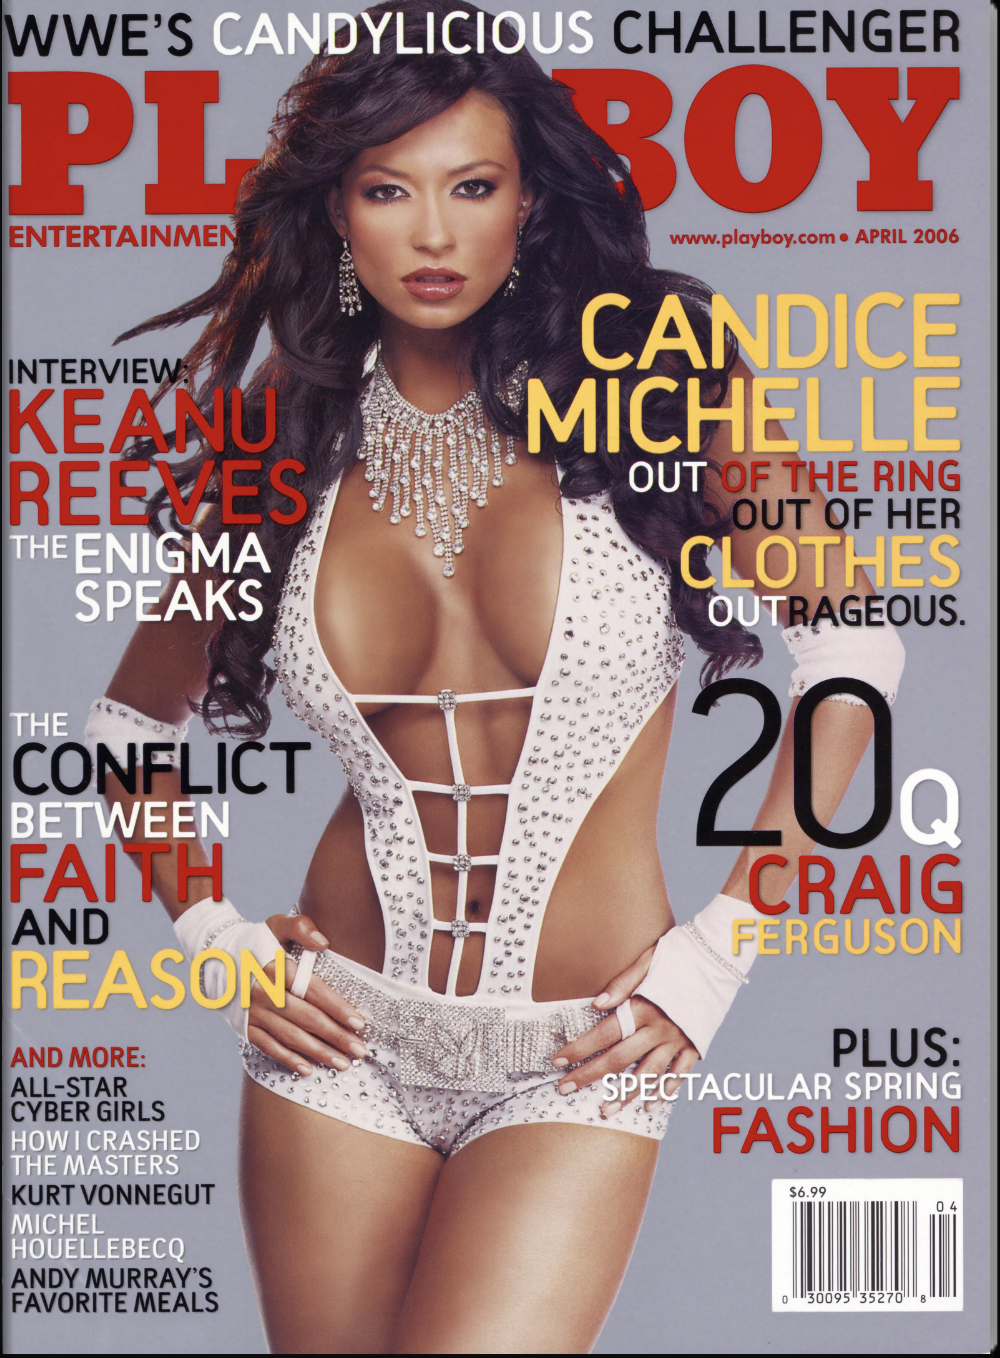 WWE'S CANDYLICIOUS CHALLENGER
PL BOY
ENTERTAINMEN
www.playboy.com • APRIL 2006
CANDICE
MICHELLE
OUT OF THE RING
OUT OF HER
CLOTHES
OUTRAGEOUS.
INTERVIEW:
KEANU
REEVES
THE ENIGMA
SPEAKS
THE
CONFLICT
BETWEEN
FAITH
AND
REASON
20Q
CRAIG
FERGUSON
AND MORE:
ALL-STAR
CYBER GIRLS
HOW I CRASHED
THE MASTERS
KURT VONNEGUT
MICHEL
HOUELLEBECQ
ANDY MURRAY'S
FAVORITE MEALS
PLUS:
SPECTACULAR SPRING
FASHION
$6.99
04
0 30095 35270 8